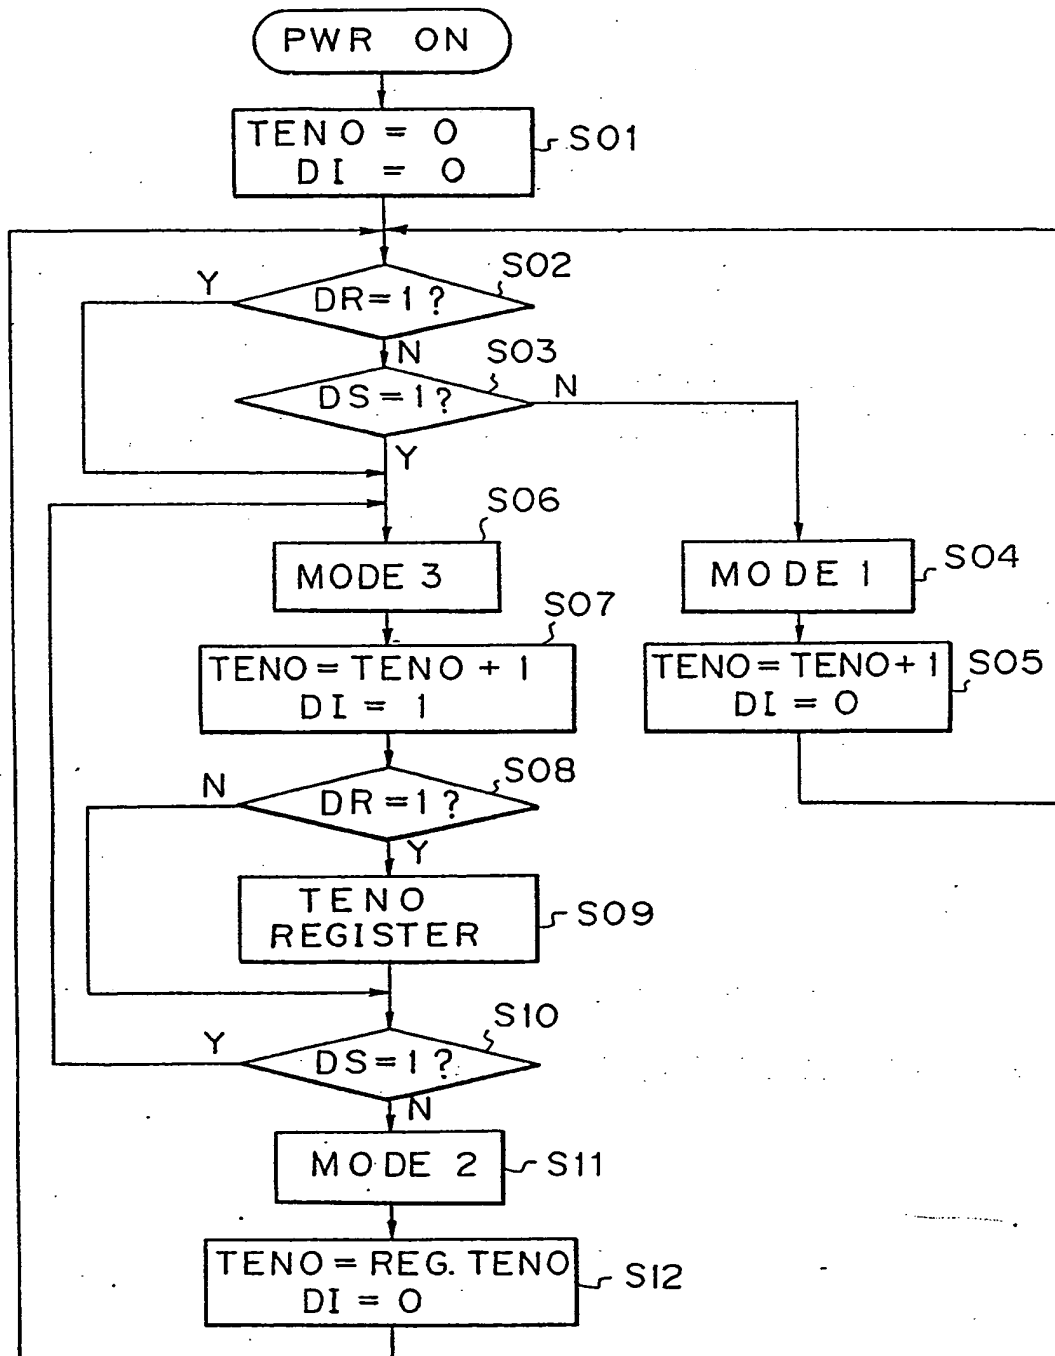 PWR ON
TENO = 0
DI = 0
S01
S02
Y
DR=1?
N
S03
DS=1?
N
Y
S06
MODE 3
S04
MODE 1
S07
TENO=TENO+1
DI = 1
S05
TENO=TENO+1
DI = 0
S08
N
DR=1?
Y
TENO
REGISTER
S09
S10
Y
DS=1?
N
MODE 2
S11
TENO=REG. TENO
DI = 0
S12